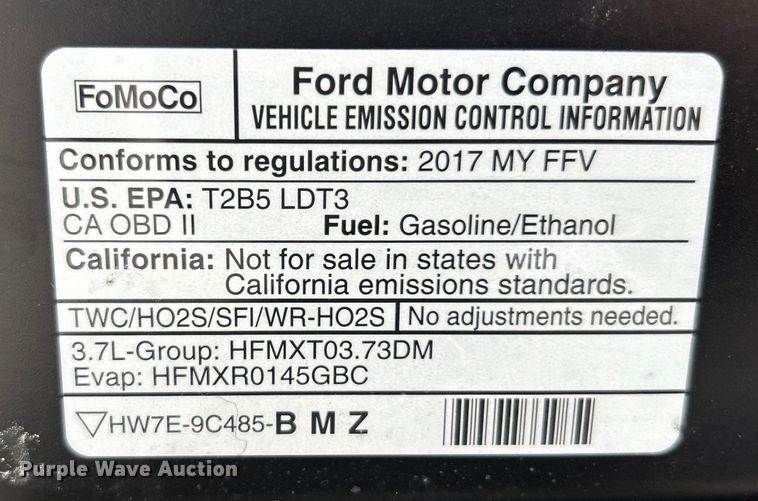 FoMoCo
Ford Motor Company
VEHICLE EMISSION CONTROL INFORMATION
Conforms to regulations: 2017 MY FFV
U.S. EPA: T2B5 LDT3
CA OBD II Fuel: Gasoline/Ethanol
California: Not for sale in states with
California emissions standards.
TWC/HO2S/SFI/WR-HO2S No adjustments needed.
3.7L-Group: HFMXT03.73DM
Evap: HFMXR0145GBC
▽HW7E-9C485-B M Z
Purple Wave Auction